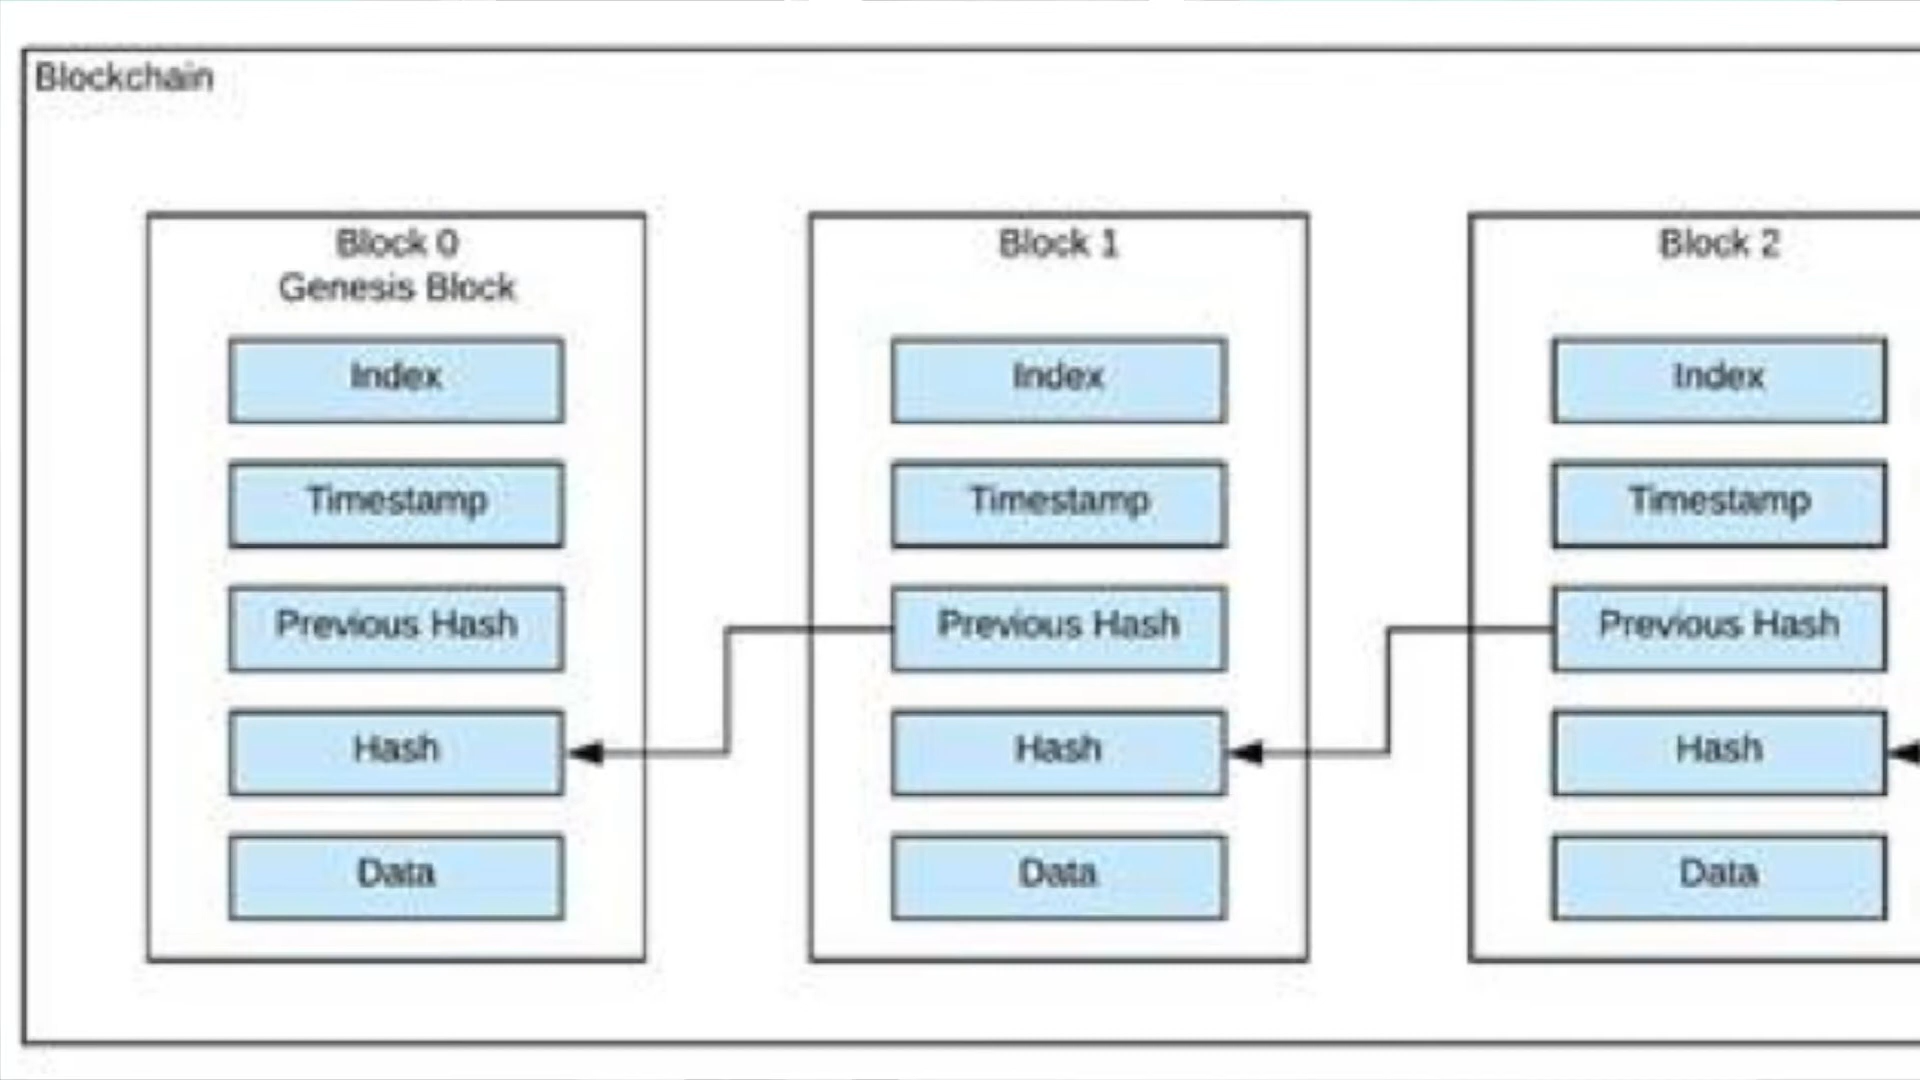 Blockchain
Block 0
Genesis Block
Index
Timestamp
Previous Hash
Hash
Data
Block 1
Index
Timestamp
Previous Hash
Hash
Data
Block 2
Index
Timestamp
Previous Hash
Hash
Data